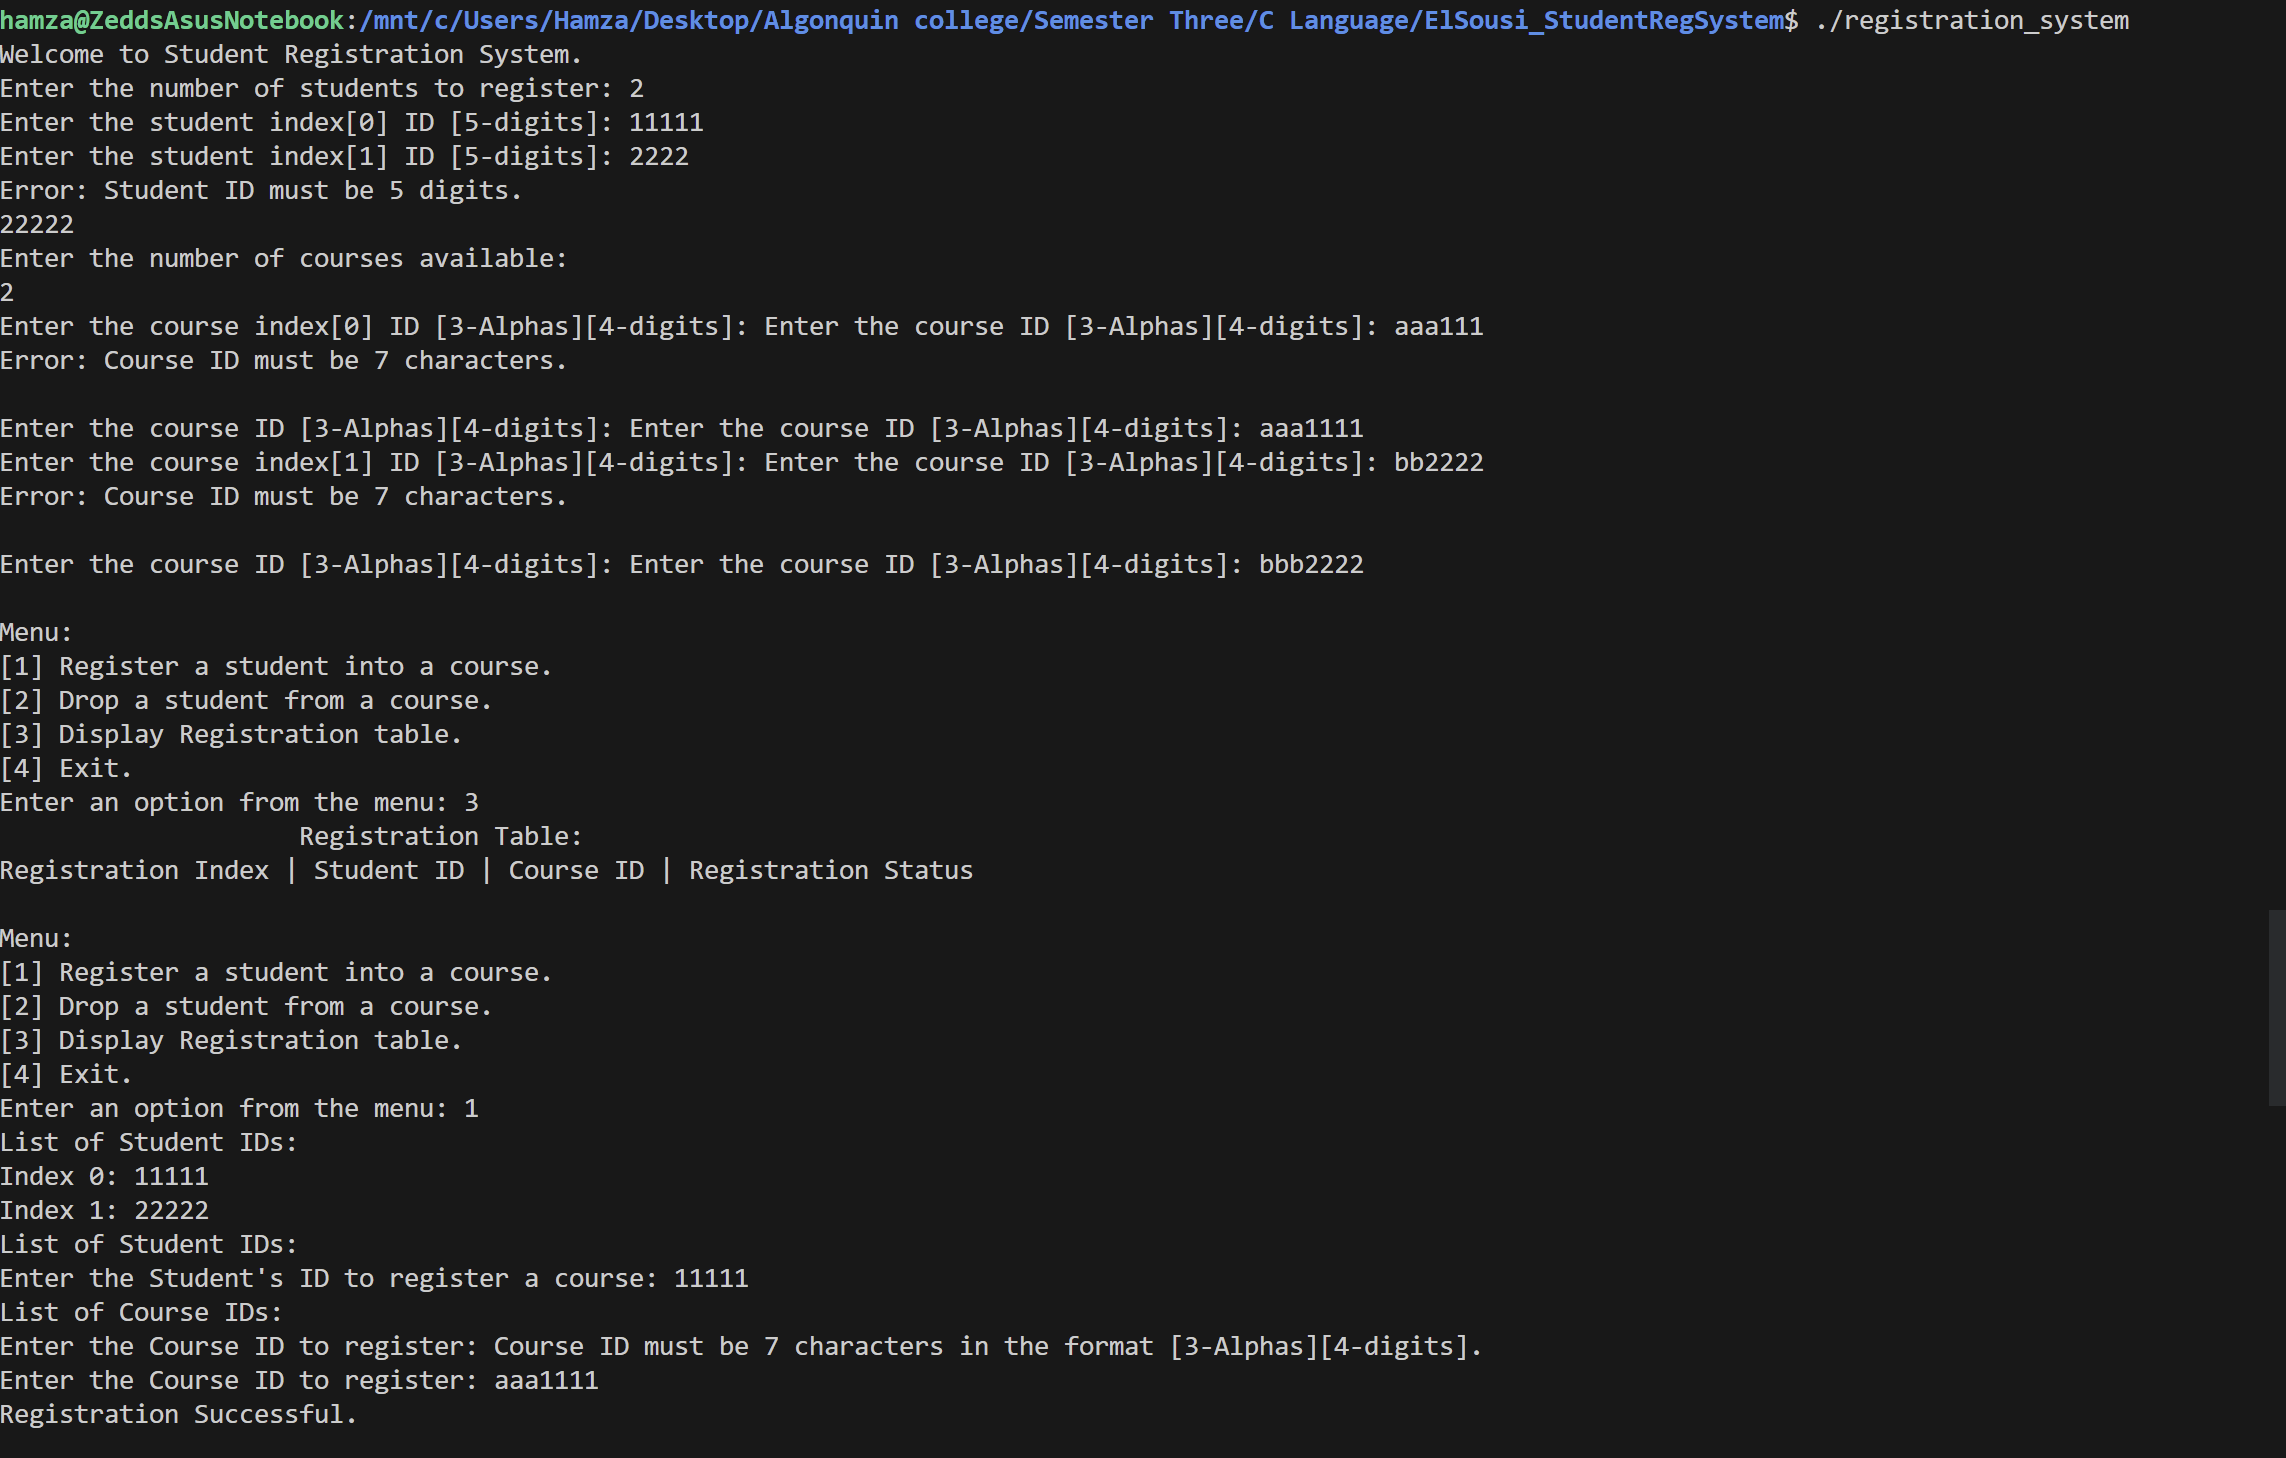 hamza@ZeddsAsusNotebook:/mnt/c/Users/Hamza/Desktop/Algonquin college/Semester Three/C Language/ElSousi_StudentRegSystem$ ./registration_system
Welcome to Student Registration System.
Enter the number of students to register: 2
Enter the student index[0] ID [5-digits]: 11111
Enter the student index[1] ID [5-digits]: 2222
Error: Student ID must be 5 digits.
22222
Enter the number of courses available:
2
Enter the course index[0] ID [3-Alphas][4-digits]: Enter the course ID [3-Alphas][4-digits]: aaa111
Error: Course ID must be 7 characters.

Enter the course ID [3-Alphas][4-digits]: Enter the course ID [3-Alphas][4-digits]: aaa1111
Enter the course index[1] ID [3-Alphas][4-digits]: Enter the course ID [3-Alphas][4-digits]: bb2222
Error: Course ID must be 7 characters.

Enter the course ID [3-Alphas][4-digits]: Enter the course ID [3-Alphas][4-digits]: bbb2222

Menu:
[1] Register a student into a course.
[2] Drop a student from a course.
[3] Display Registration table.
[4] Exit.
Enter an option from the menu: 3
Registration Table:
Registration Index | Student ID | Course ID | Registration Status

Menu:
[1] Register a student into a course.
[2] Drop a student from a course.
[3] Display Registration table.
[4] Exit.
Enter an option from the menu: 1
List of Student IDs:
Index 0: 11111
Index 1: 22222
List of Student IDs:
Enter the Student's ID to register a course: 11111
List of Course IDs:
Enter the Course ID to register: Course ID must be 7 characters in the format [3-Alphas][4-digits].
Enter the Course ID to register: aaa1111
Registration Successful.